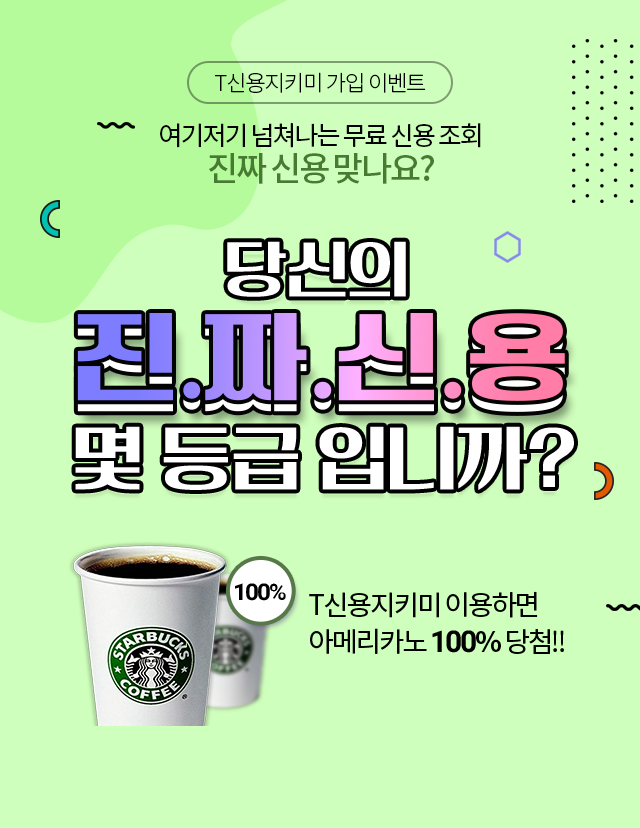 T신용지키미 가입 이벤트
여기저기 넘쳐나는 무료 신용 조회
진짜 신용 맞나요?
당신의
진.짜.신.용
몇 등급 입니까?
100%
T신용지키미 이용하면
아메리카노 100% 당첨!!
STARBUCKS
COFFEE